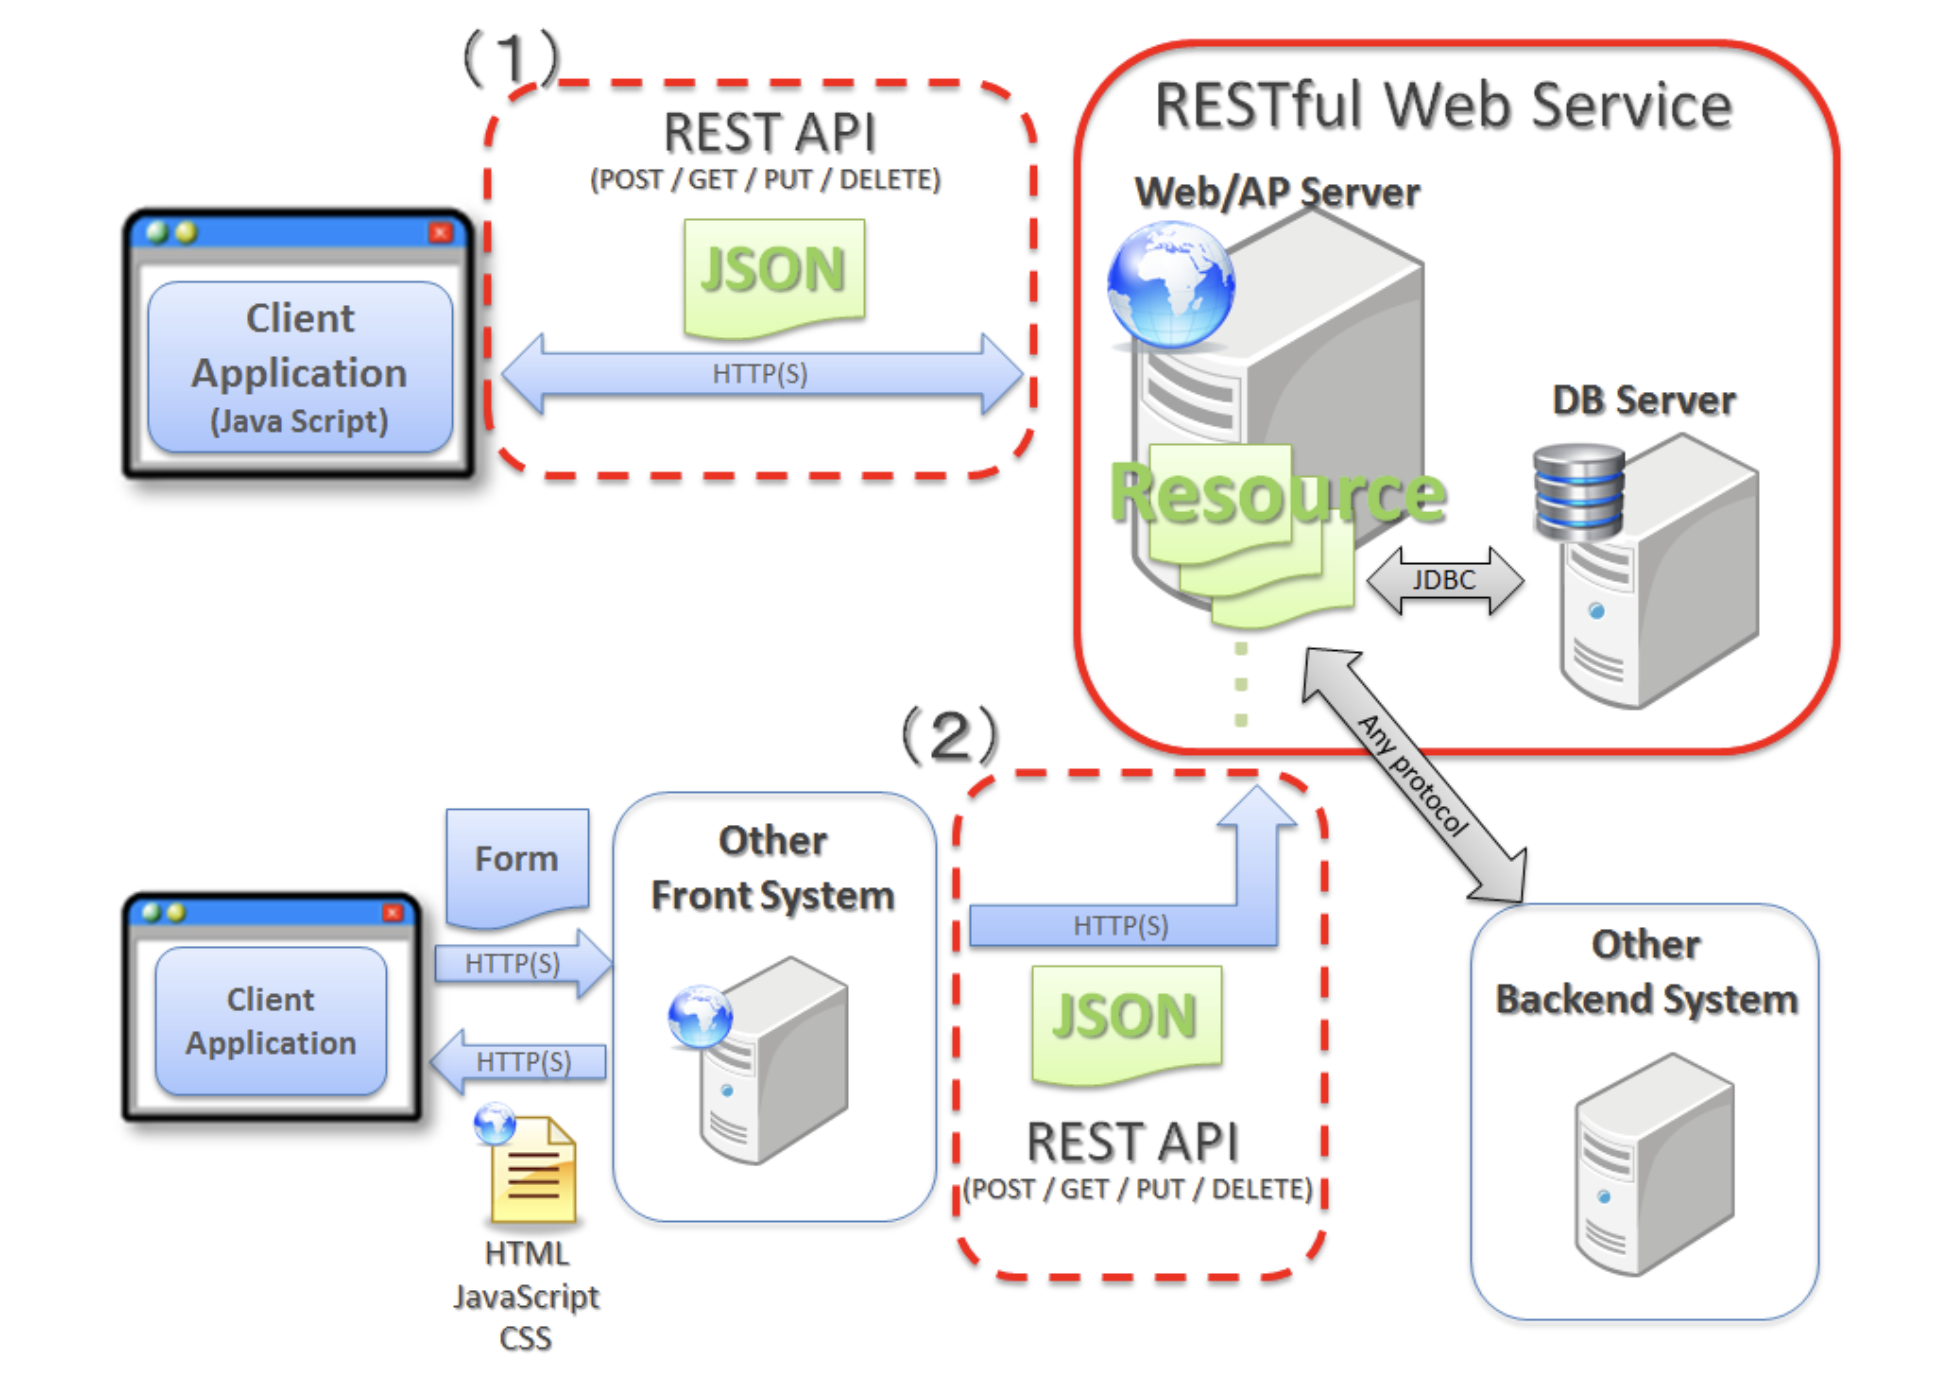 (1)
REST API
(POST / GET / PUT / DELETE)
JSON
HTTP(S)
Client
Application
(Java Script)
RESTful Web Service
Web/AP Server
Resource
DB Server
JDBC
Any protocol
(2)
Form
HTTP(S)
Client
Application
HTTP(S)
HTML
JavaScript
CSS
Other
Front System
HTTP(S)
JSON
REST API
(POST / GET / PUT / DELETE)
Other
Backend System